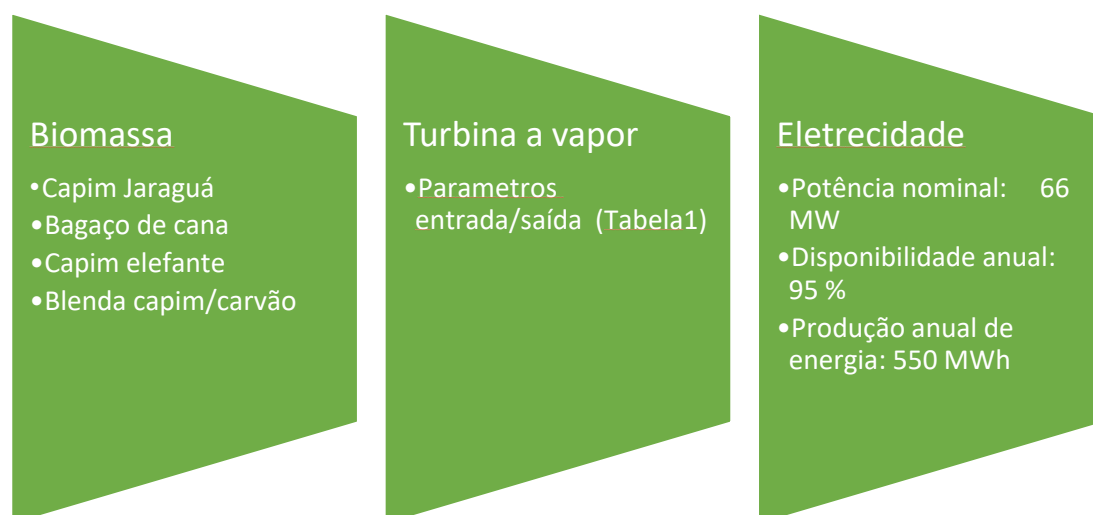 Biomassa
•Capim Jaraguá
•Bagaço de cana
•Capim elefante
•Blenda capim/carvão
Turbina a vapor
•Parametros
entrada/saída (Tabela1)
Eletrecidade
•Potência nominal: 66
MW
•Disponibilidade anual:
95 %
•Produção anual de
energia: 550 MWh